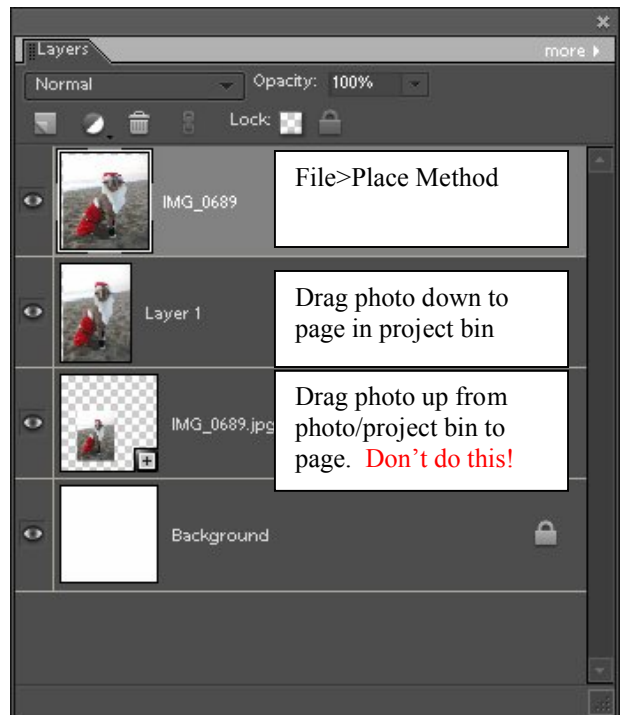 Layers
more
Normal
Opacity: 100%
Lock:
IMG_0689
File>Place Method
Layer 1
Drag photo down to
page in project bin
IMG_0689.jpg
Drag photo up from
photo/project bin to
page.  Don’t do this!
Background